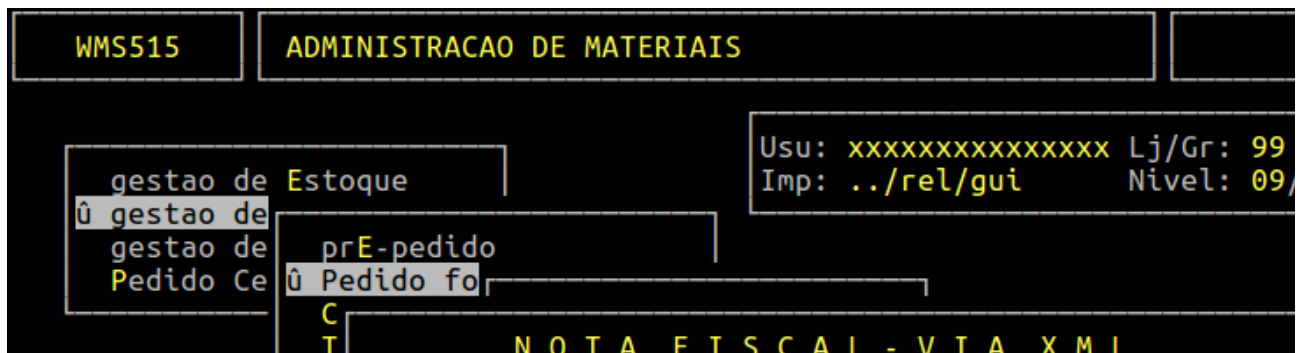 WMS515 ADMINISTRACAO DE MATERIAIS
Usu: xxxxxxxxxxxxxxx Lj/Gr: 99
gestao de Estoque
Imp: ../rel/gui Nivel: 09/
û gestao de
gestao de prE-pedido
Pedido Ce û Pedido fo
C
I N O T A F I S C A L - V I A X M L